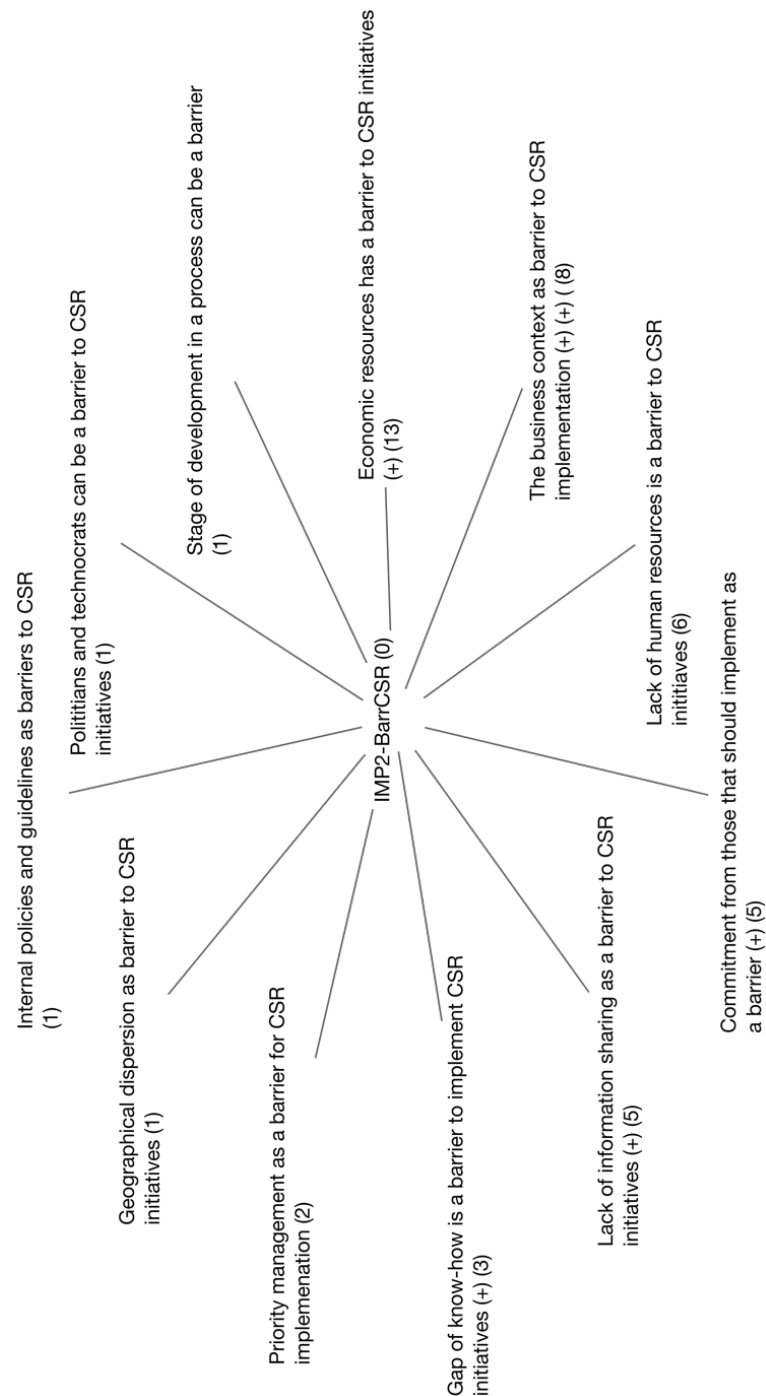 Internal policies and guidelines as barriers to CSR
(1)
Polititians and technocrats can be a barrier to CSR
initiatives (1)
Geographical dispersion as barrier to CSR
initiatives (1)
Stage of development in a process can be a barrier
(1)
Priority management as a barrier for CSR
implemenation (2)
Economic resources has a barrier to CSR initiatives
(+) (13)
IMP2-BarrCSR (0)
Gap of know-how is a barrier to implement CSR
initiatives (+) (3)
The business context as barrier to CSR
implementation (+) (+) ( (8)
Lack of information sharing as a barrier to CSR
initiatives (+) (5)
Lack of human resources is a barrier to CSR
inititiaves (6)
Commitment from those that should implement as
a barrier (+) (5)